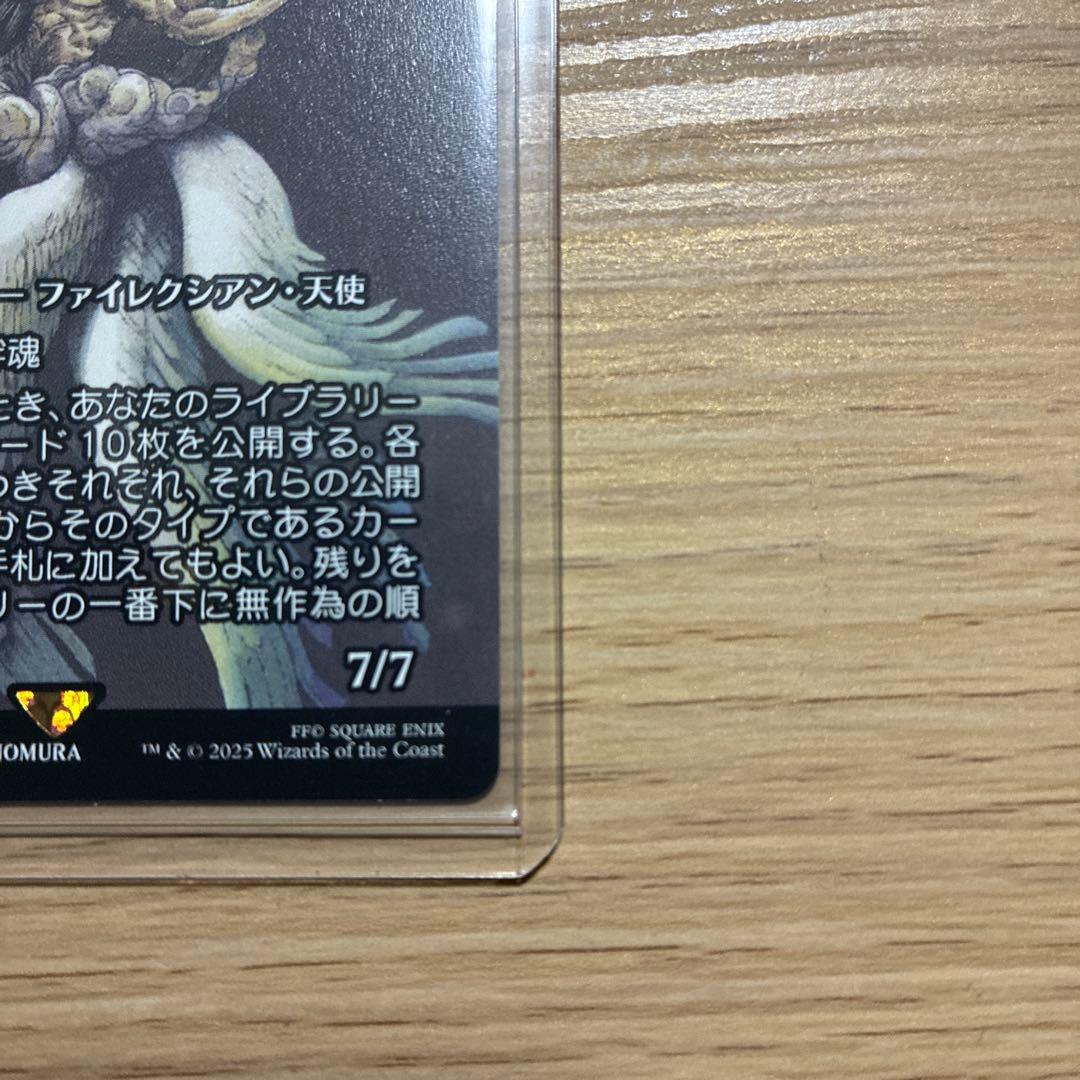 ― ファイレクシアン・天使
絆魂
とき、あなたのライブラリー
ード 10 枚を公開する。各
つきそれぞれ、それらの公開
からそのタイプであるカー
手札に加えてもよい。残りを
リーの一番下に無作為の順
7/7
FF© SQUARE ENIX
NOMURA ™ & © 2025 Wizards of the Coast